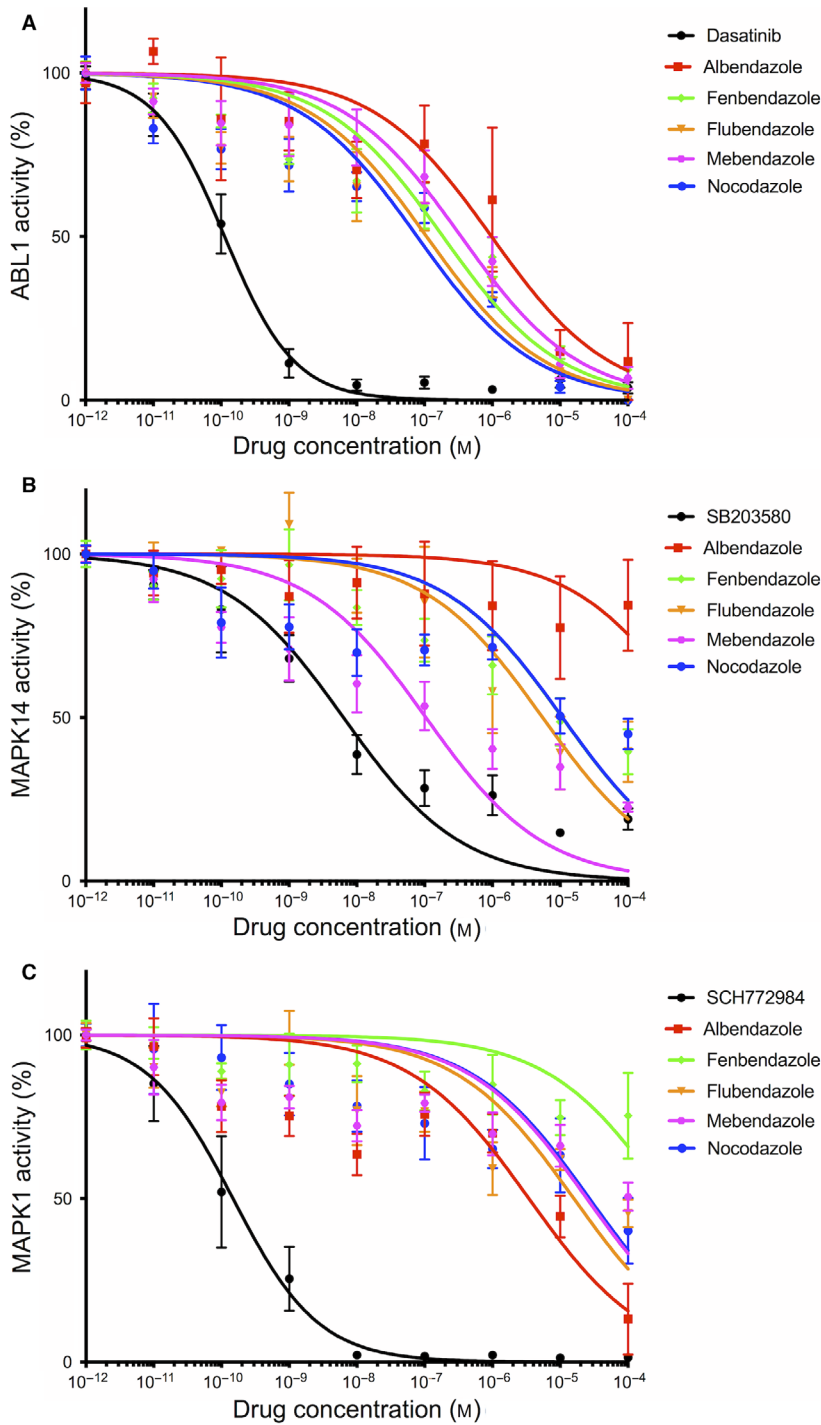 A
ABL1 activity (%)
100
50
0
10⁻¹² 10⁻¹¹ 10⁻¹⁰ 10⁻⁹ 10⁻⁸ 10⁻⁷ 10⁻⁶ 10⁻⁵ 10⁻⁴
Drug concentration (M)
Dasatinib
Albendazole
Fenbendazole
Flubendazole
Mebendazole
Nocodazole
B
MAPK14 activity (%)
100
50
0
10⁻¹² 10⁻¹¹ 10⁻¹⁰ 10⁻⁹ 10⁻⁸ 10⁻⁷ 10⁻⁶ 10⁻⁵ 10⁻⁴
Drug concentration (M)
SB203580
Albendazole
Fenbendazole
Flubendazole
Mebendazole
Nocodazole
C
MAPK1 activity (%)
100
50
0
10⁻¹² 10⁻¹¹ 10⁻¹⁰ 10⁻⁹ 10⁻⁸ 10⁻⁷ 10⁻⁶ 10⁻⁵ 10⁻⁴
Drug concentration (M)
SCH772984
Albendazole
Fenbendazole
Flubendazole
Mebendazole
Nocodazole